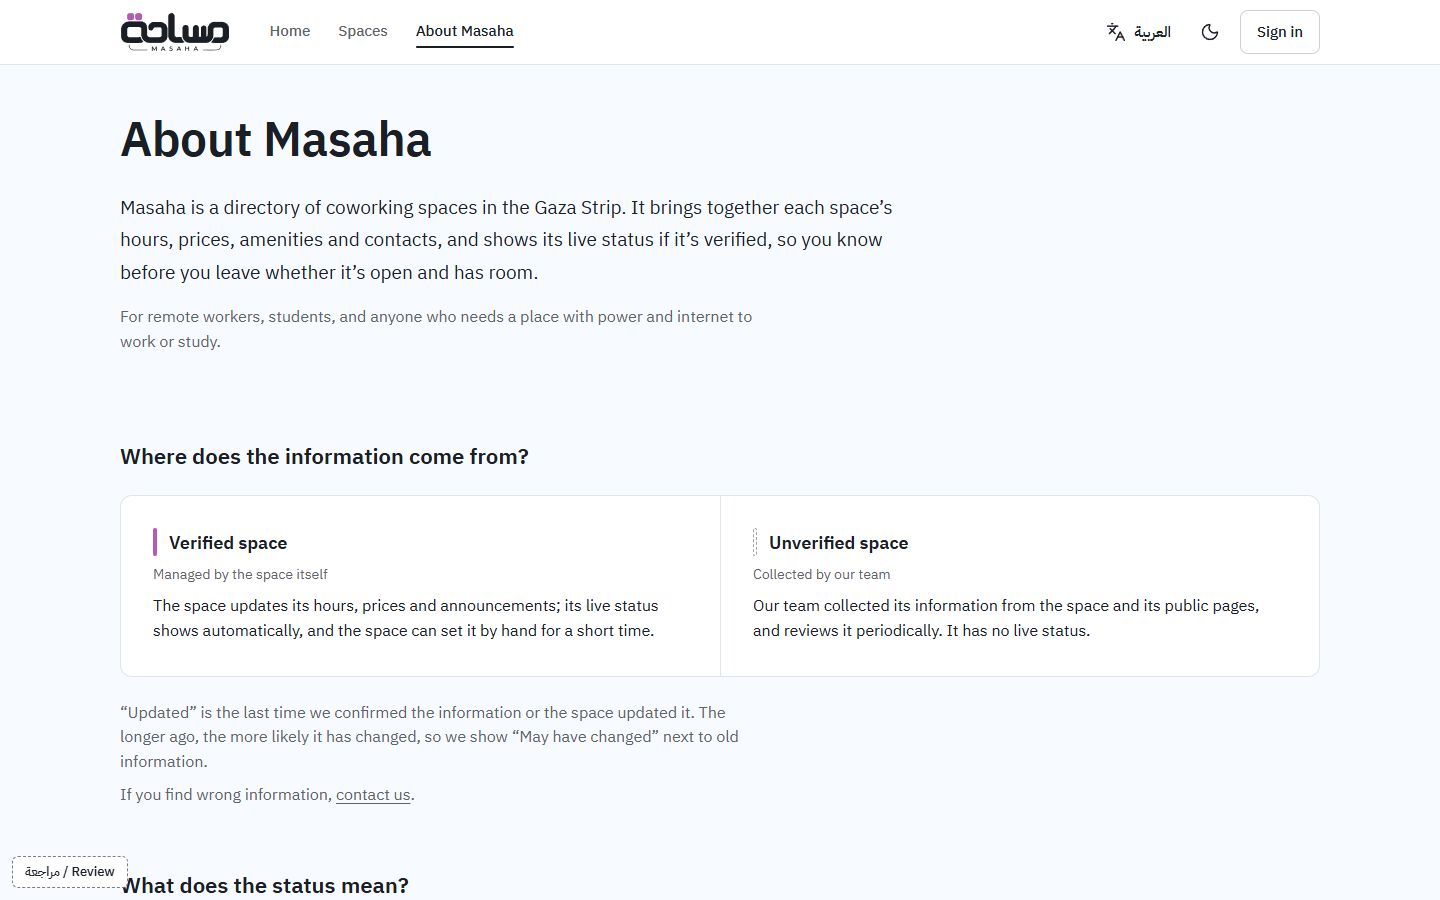 مساحة
MASAHA
Home
Spaces
About Masaha
العربية
Sign in
About Masaha
Masaha is a directory of coworking spaces in the Gaza Strip. It brings together each space’s
hours, prices, amenities and contacts, and shows its live status if it’s verified, so you know
before you leave whether it’s open and has room.
For remote workers, students, and anyone who needs a place with power and internet to
work or study.
Where does the information come from?
Verified space
Managed by the space itself
The space updates its hours, prices and announcements; its live status
shows automatically, and the space can set it by hand for a short time.
Unverified space
Collected by our team
Our team collected its information from the space and its public pages,
and reviews it periodically. It has no live status.
“Updated” is the last time we confirmed the information or the space updated it. The
longer ago, the more likely it has changed, so we show “May have changed” next to old
information.
If you find wrong information, contact us.
مراجعة / Review
What does the status mean?